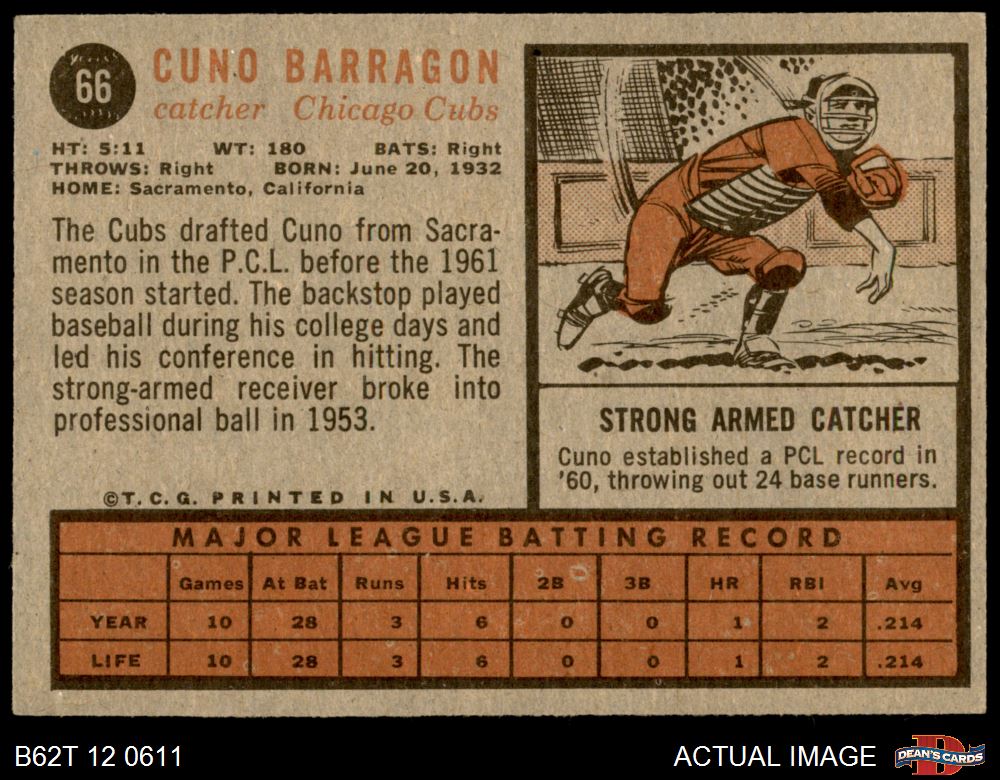 66
CUNO BARRAGON
catcher Chicago Cubs
HT: 5:11 WT: 180 BATS: Right
THROWS: Right BORN: June 20, 1932
HOME: Sacramento, California
The Cubs drafted Cuno from Sacra-
mento in the P.C.L. before the 1961
season started. The backstop played
baseball during his college days and
led his conference in hitting. The
strong-armed receiver broke into
professional ball in 1953.
©T.C.G. PRINTED IN U.S.A.
STRONG ARMED CATCHER
Cuno established a PCL record in
'60, throwing out 24 base runners.
MAJOR LEAGUE BATTING RECORD
Games At Bat Runs Hits 2B 3B HR RBI Avg
YEAR 10 28 3 6 0 0 1 2 .214
LIFE 10 28 3 6 0 0 1 2 .214
B62T 12 0611 ACTUAL IMAGE
DEAN'S CARDS